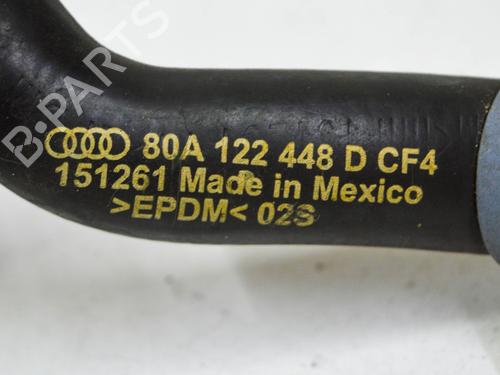 80A 122 448 D CF4
151261 Made in Mexico
>EPDM< 02S
B-PARTS